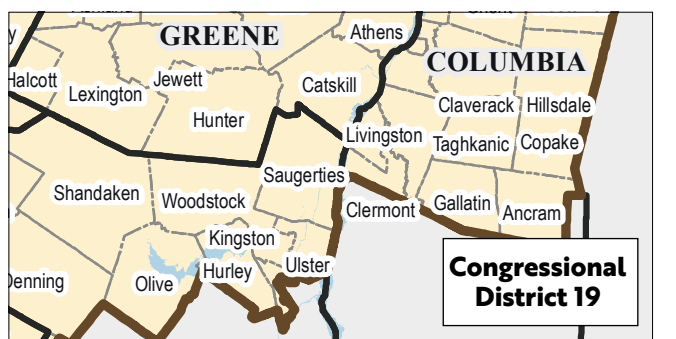 GREENE
Athens
COLUMBIA
Halcott
Jewett
Lexington
Catskill
Claverack
Hillsdale
Hunter
Livingston
Taghkanic
Copake
Saugerties
Shandaken
Woodstock
Clermont
Gallatin
Ancram
Kingston
Ulster
Hurley
Olive
Denning
Congressional
District 19